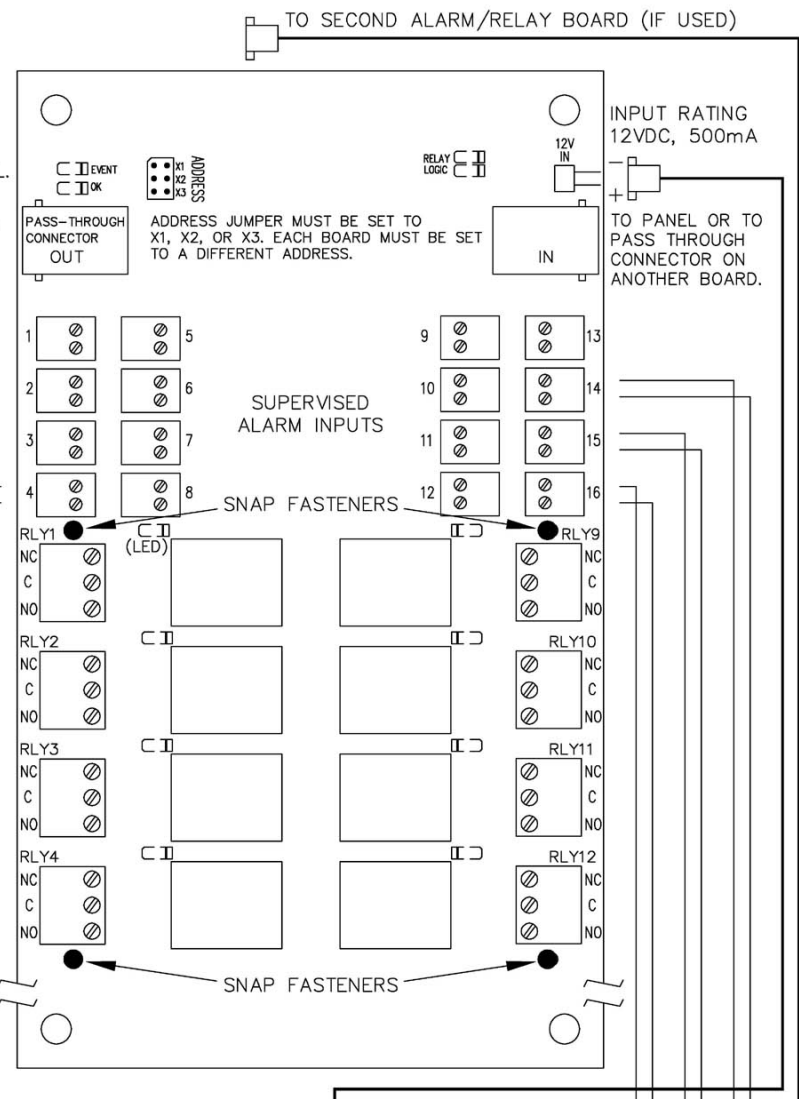 TO SECOND ALARM/RELAY BOARD (IF USED)
INPUT RATING
12VDC, 500mA
12V
IN
–
+
EVENT
OK
X1
X2
X3
ADDRESS
RELAY
LOGIC
PASS-THROUGH
CONNECTOR
OUT
ADDRESS JUMPER MUST BE SET TO
X1, X2, OR X3. EACH BOARD MUST BE SET
TO A DIFFERENT ADDRESS.
IN
TO PANEL OR TO
PASS THROUGH
CONNECTOR ON
ANOTHER BOARD.
1
5
9
13
2
6
10
14
SUPERVISED
ALARM INPUTS
3
7
11
15
4
8
12
16
SNAP FASTENERS
RLY1
(LED)
RLY9
NC
C
NO
NC
C
NO
RLY2
RLY10
NC
C
NO
NC
C
NO
RLY3
RLY11
NC
C
NO
NC
C
NO
RLY4
RLY12
NC
C
NO
NC
C
NO
SNAP FASTENERS